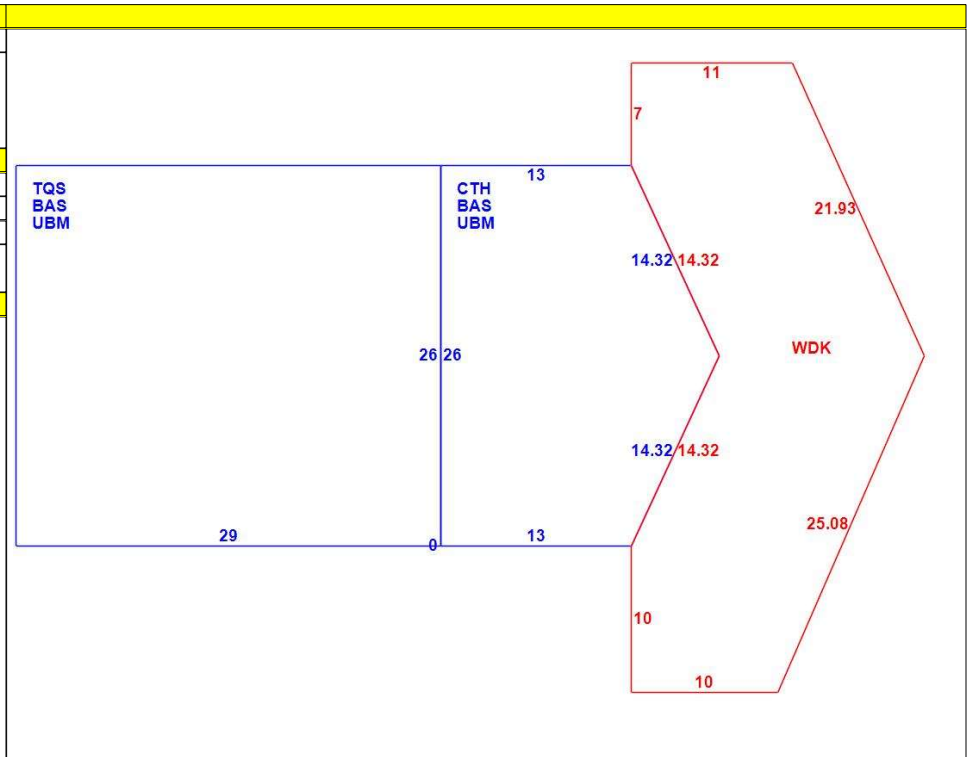 11
7
13
TQS
BAS
UBM
CTH
BAS
UBM
21.93
14.32 14.32
WDK
26 26
14.32 14.32
25.08
29
0
13
10
10